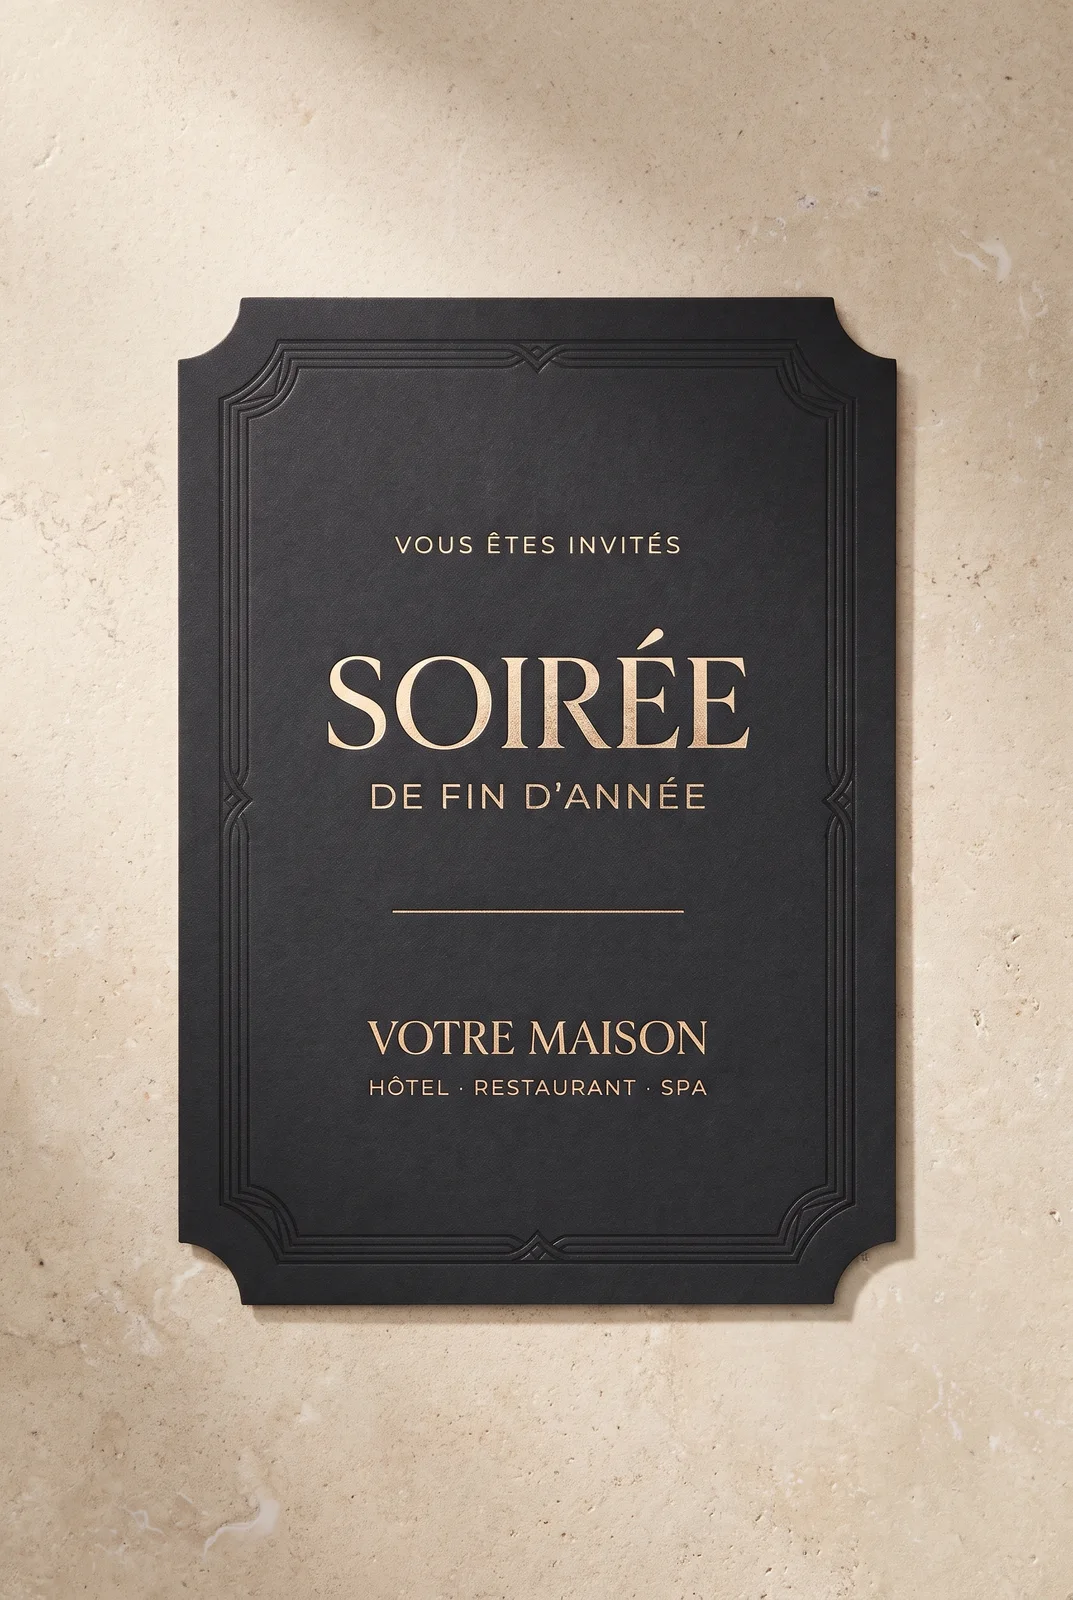 VOUS ÊTES INVITÉS
SOIRÉE
DE FIN D’ANNÉE
VOTRE MAISON
HÔTEL · RESTAURANT · SPA